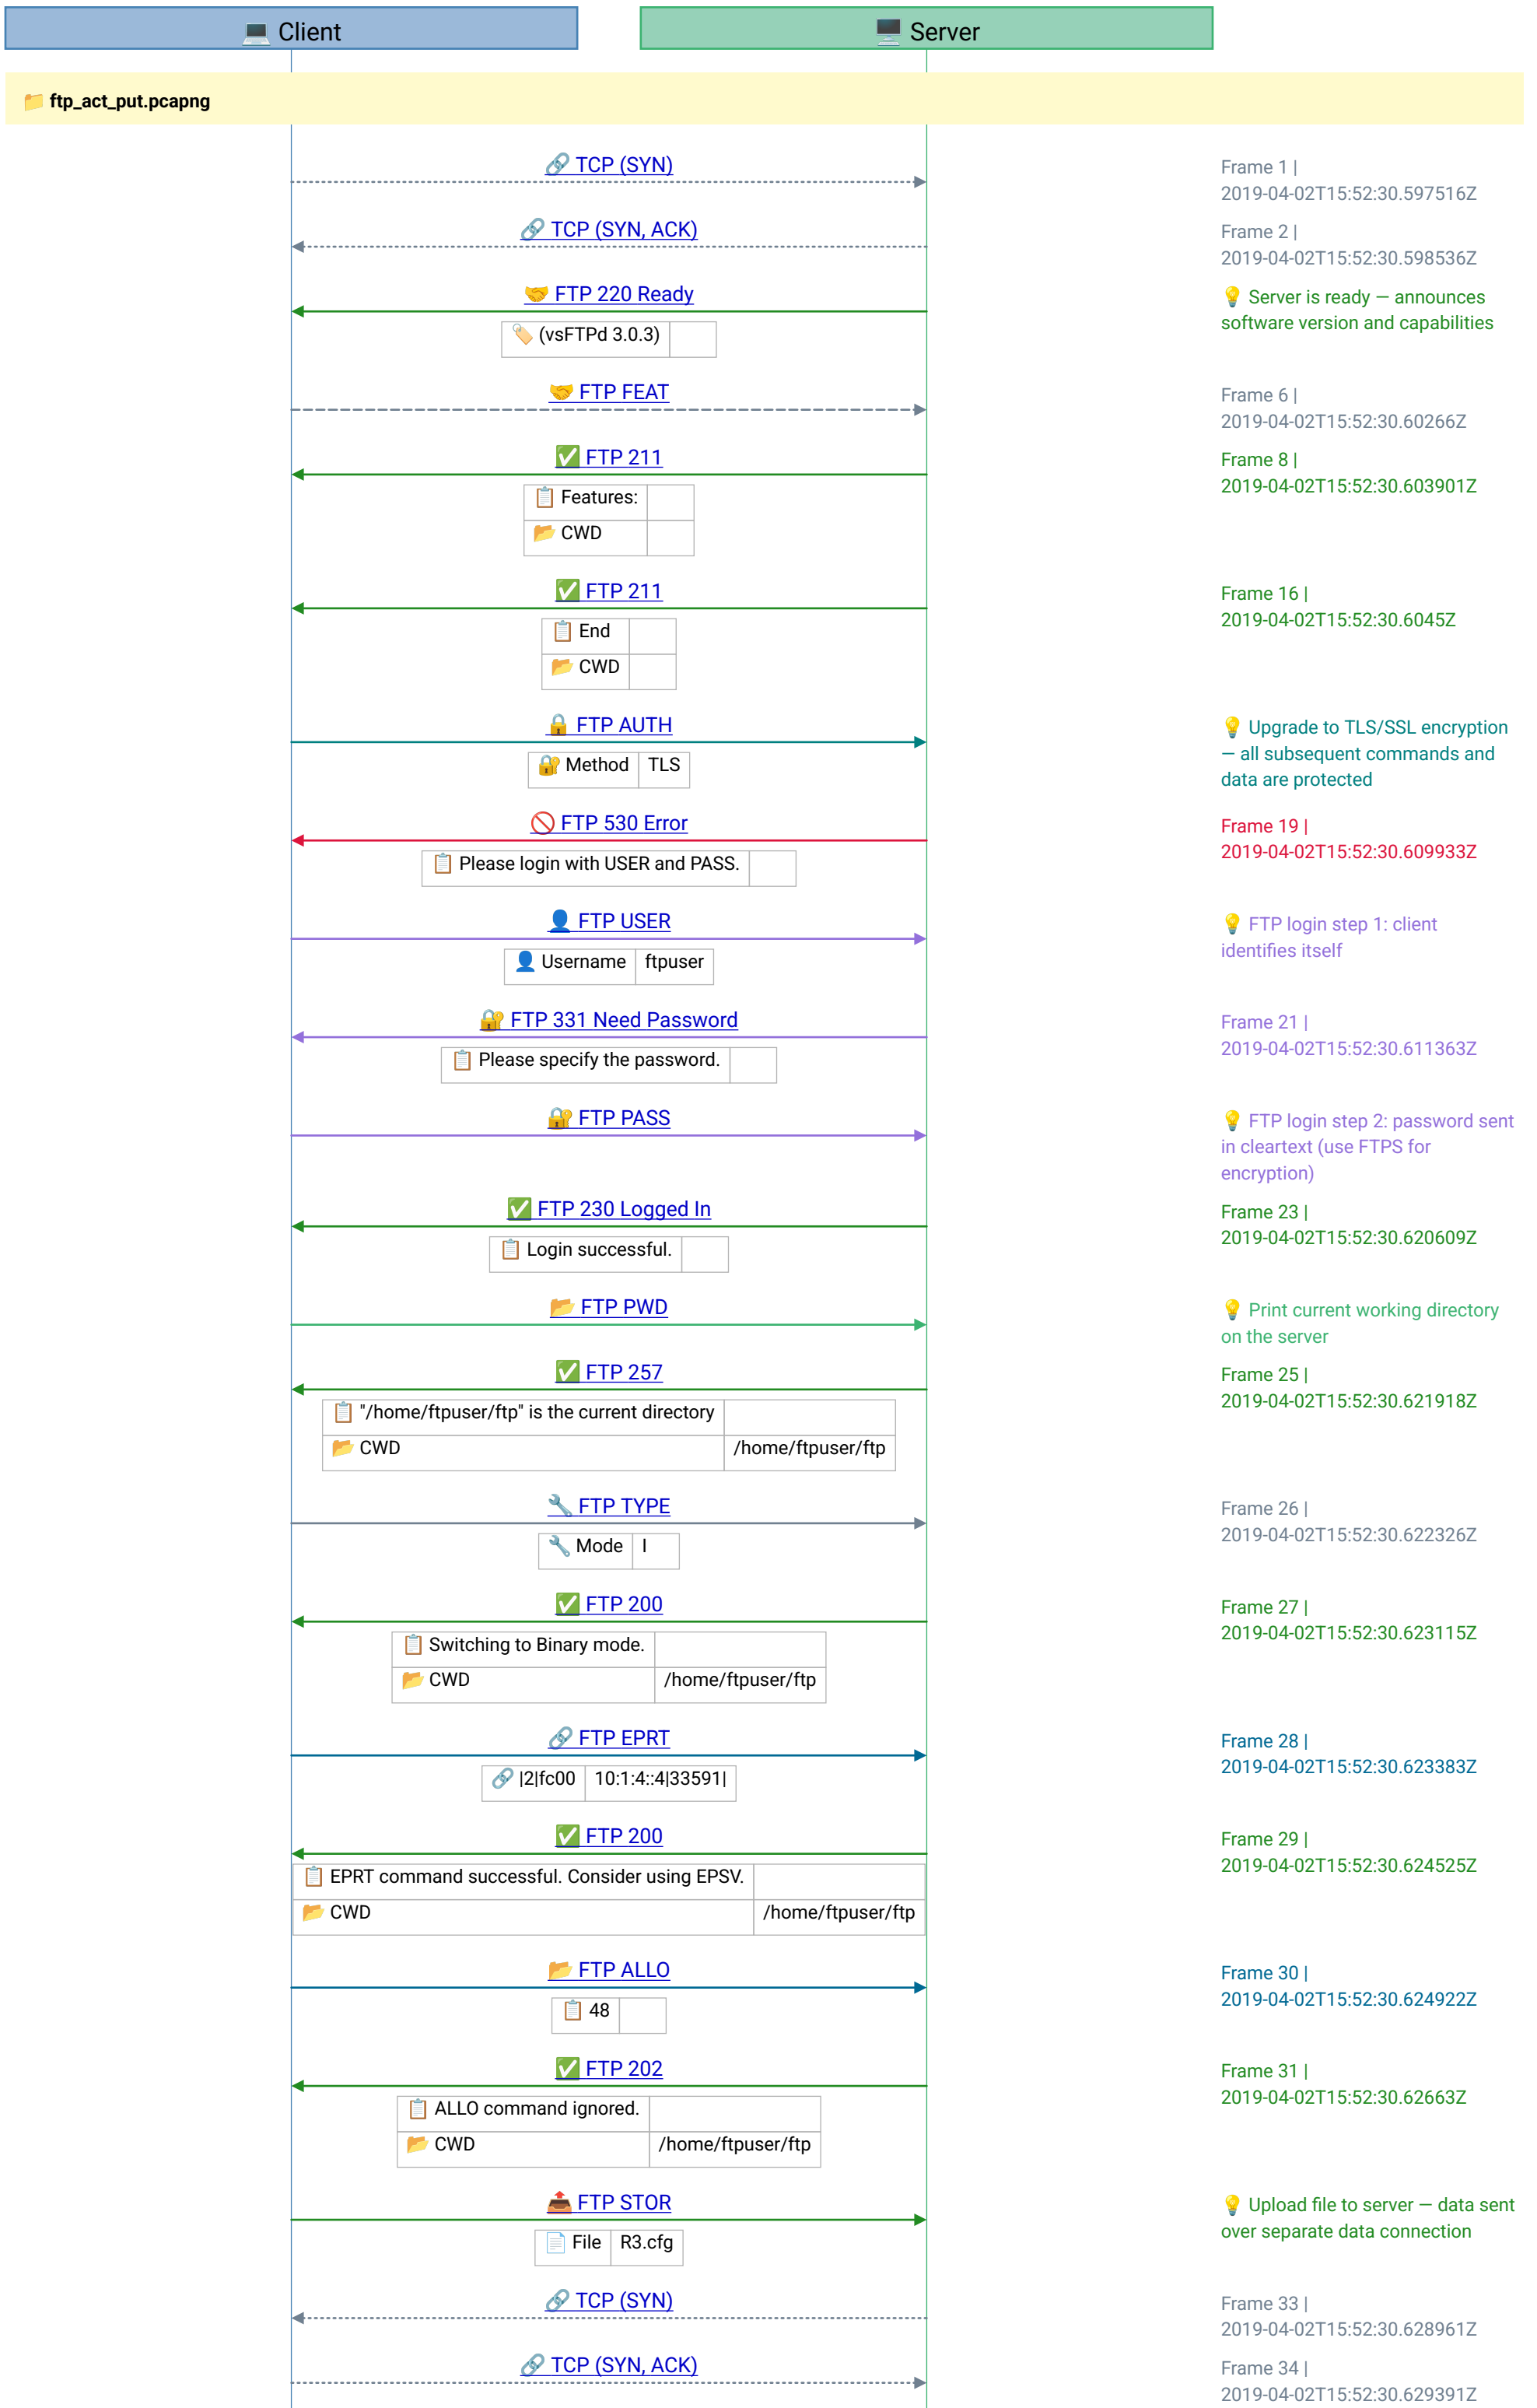 💻 Client
🖥️ Server
📁 ftp_act_put.pcapng
🔗 TCP (SYN)
Frame 1 |
2019-04-02T15:52:30.597516Z
🔗 TCP (SYN, ACK)
Frame 2 |
2019-04-02T15:52:30.598536Z
🤝 FTP 220 Ready
💡 Server is ready — announces
software version and capabilities
🏷️ (vsFTPd 3.0.3)
🤝 FTP FEAT
Frame 6 |
2019-04-02T15:52:30.60266Z
✅ FTP 211
Frame 8 |
2019-04-02T15:52:30.603901Z
📋 Features:
📂 CWD
✅ FTP 211
Frame 16 |
2019-04-02T15:52:30.6045Z
📋 End
📂 CWD
🔒 FTP AUTH
💡 Upgrade to TLS/SSL encryption
— all subsequent commands and
data are protected
🔐 Method TLS
🚫 FTP 530 Error
Frame 19 |
2019-04-02T15:52:30.609933Z
📋 Please login with USER and PASS.
👤 FTP USER
💡 FTP login step 1: client
identifies itself
👤 Username ftpuser
🔐 FTP 331 Need Password
Frame 21 |
2019-04-02T15:52:30.611363Z
📋 Please specify the password.
🔐 FTP PASS
💡 FTP login step 2: password sent
in cleartext (use FTPS for
encryption)
✅ FTP 230 Logged In
Frame 23 |
2019-04-02T15:52:30.620609Z
📋 Login successful.
📂 FTP PWD
💡 Print current working directory
on the server
✅ FTP 257
Frame 25 |
2019-04-02T15:52:30.621918Z
📋 "/home/ftpuser/ftp" is the current directory
📂 CWD /home/ftpuser/ftp
🔧 FTP TYPE
Frame 26 |
2019-04-02T15:52:30.622326Z
🔧 Mode I
✅ FTP 200
Frame 27 |
2019-04-02T15:52:30.623115Z
📋 Switching to Binary mode.
📂 CWD /home/ftpuser/ftp
🔗 FTP EPRT
Frame 28 |
2019-04-02T15:52:30.623383Z
🔗 |2|fc00 10:1:4::4|33591|
✅ FTP 200
Frame 29 |
2019-04-02T15:52:30.624525Z
📋 EPRT command successful. Consider using EPSV.
📂 CWD /home/ftpuser/ftp
📂 FTP ALLO
Frame 30 |
2019-04-02T15:52:30.624922Z
📋 48
✅ FTP 202
Frame 31 |
2019-04-02T15:52:30.62663Z
📋 ALLO command ignored.
📂 CWD /home/ftpuser/ftp
📤 FTP STOR
💡 Upload file to server — data sent
over separate data connection
📄 File R3.cfg
🔗 TCP (SYN)
Frame 33 |
2019-04-02T15:52:30.628961Z
🔗 TCP (SYN, ACK)
Frame 34 |
2019-04-02T15:52:30.629391Z